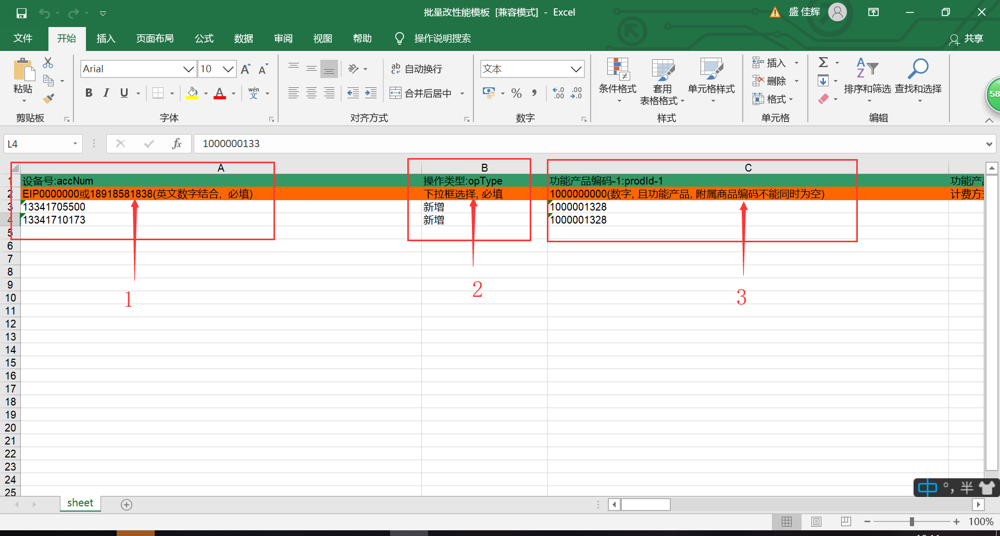 批量改性能模板 [兼容模式] - Excel
盛 佳辉
文件 开始 插入 页面布局 公式 数据 审阅 视图 帮助 操作说明搜索 共享
粘贴
剪贴板
Arial 10
B I U wén 文
字体
ab 自动换行
合并后居中
对齐方式
文本
% , .00 .0
数字
条件格式
套用
表格格式
单元格样式
样式
插入
删除
格式
单元格
排序和筛选 查找和选择
编辑
58
L4 fx 1000000133
A B C
1 设备号:accNum 操作类型:opType 功能产品编码-1:prodId-1 功能产品
2 EIP0000000或18918581838(英文数字结合, 必填) 下拉框选择, 必填 1000000000(数字, 且功能产品, 附属商品编码不能同时为空) 计费方
3 13341705500 新增 1000001328
4 13341710173 新增 1000001328
5
6
7
8
9
10
11
12
13
14
15
16
17
18
19
20
21
22
23
24
25
1
2
3
中 °, 半
sheet
100%